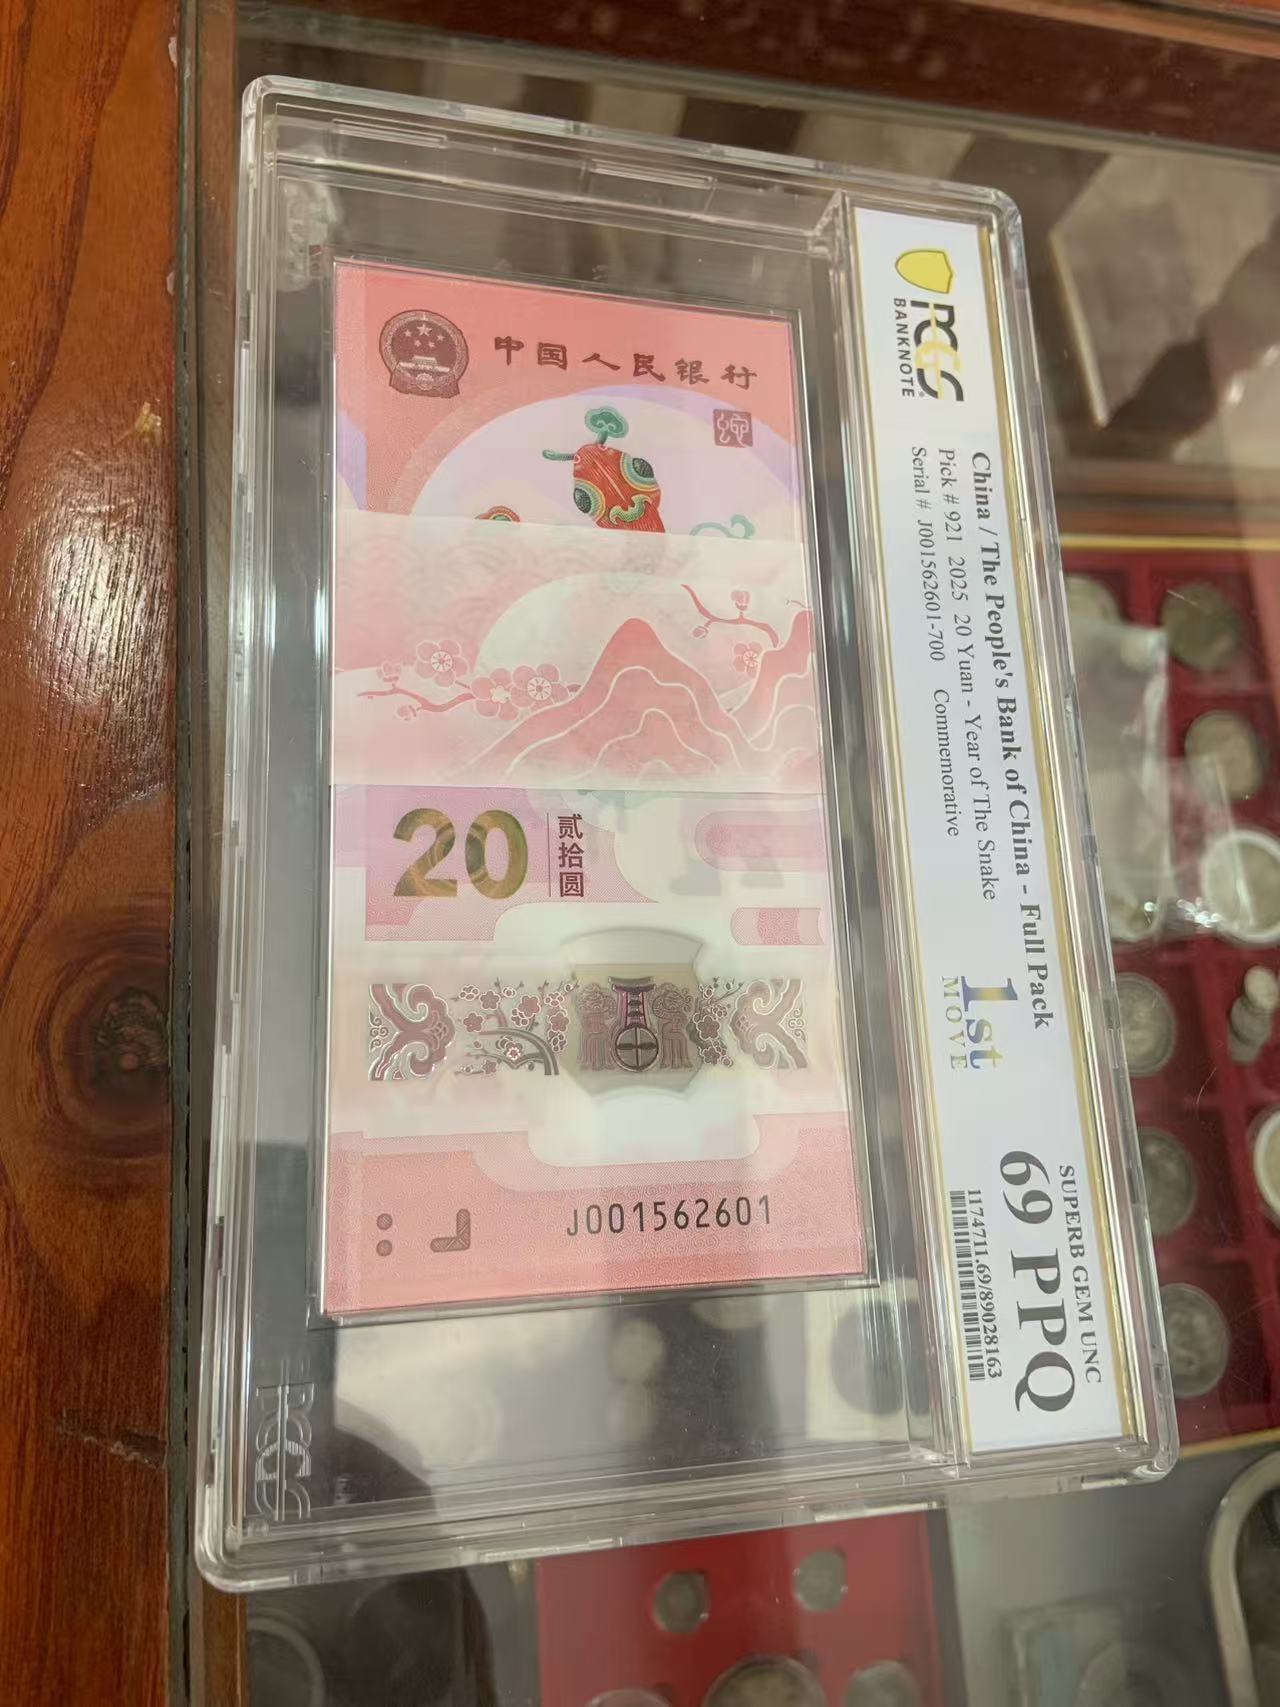 中国人民银行
20
贰拾圆
J001562601
PCGS
BANKNOTE
China / The People's Bank of China - Full Pack
Pick # 921 2025 20 Yuan - Year of The Snake
Serial # J001562601-700 Commemorative
1st
MOVE
SUPERB GEM UNC
69 PPQ
1174711.69/89028163
PCGS